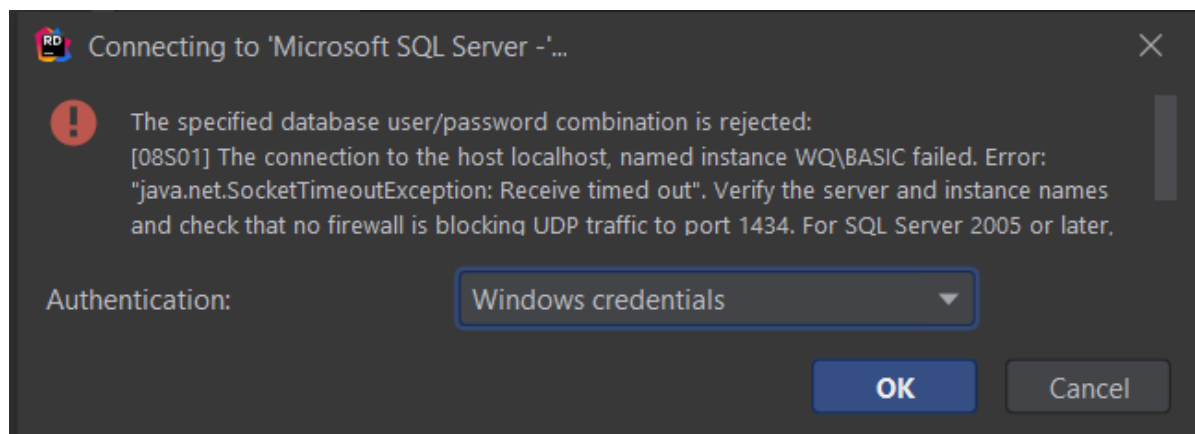 RD
Connecting to 'Microsoft SQL Server -'...
The specified database user/password combination is rejected:
[08S01] The connection to the host localhost, named instance WQ\BASIC failed. Error:
"java.net.SocketTimeoutException: Receive timed out". Verify the server and instance names
and check that no firewall is blocking UDP traffic to port 1434. For SQL Server 2005 or later,
Authentication:
Windows credentials
OK
Cancel